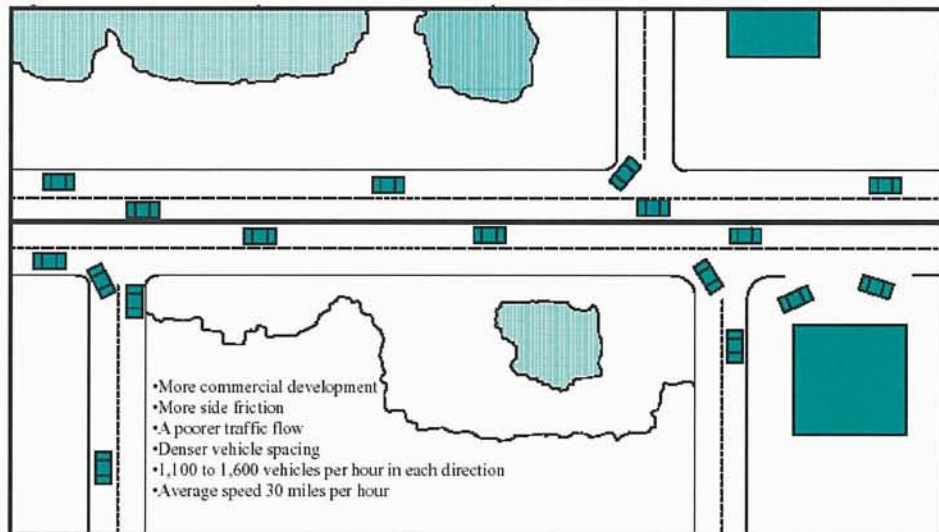 •More commercial development
•More side friction
•A poorer traffic flow
•Denser vehicle spacing
•1,100 to 1,600 vehicles per hour in each direction
•Average speed 30 miles per hour